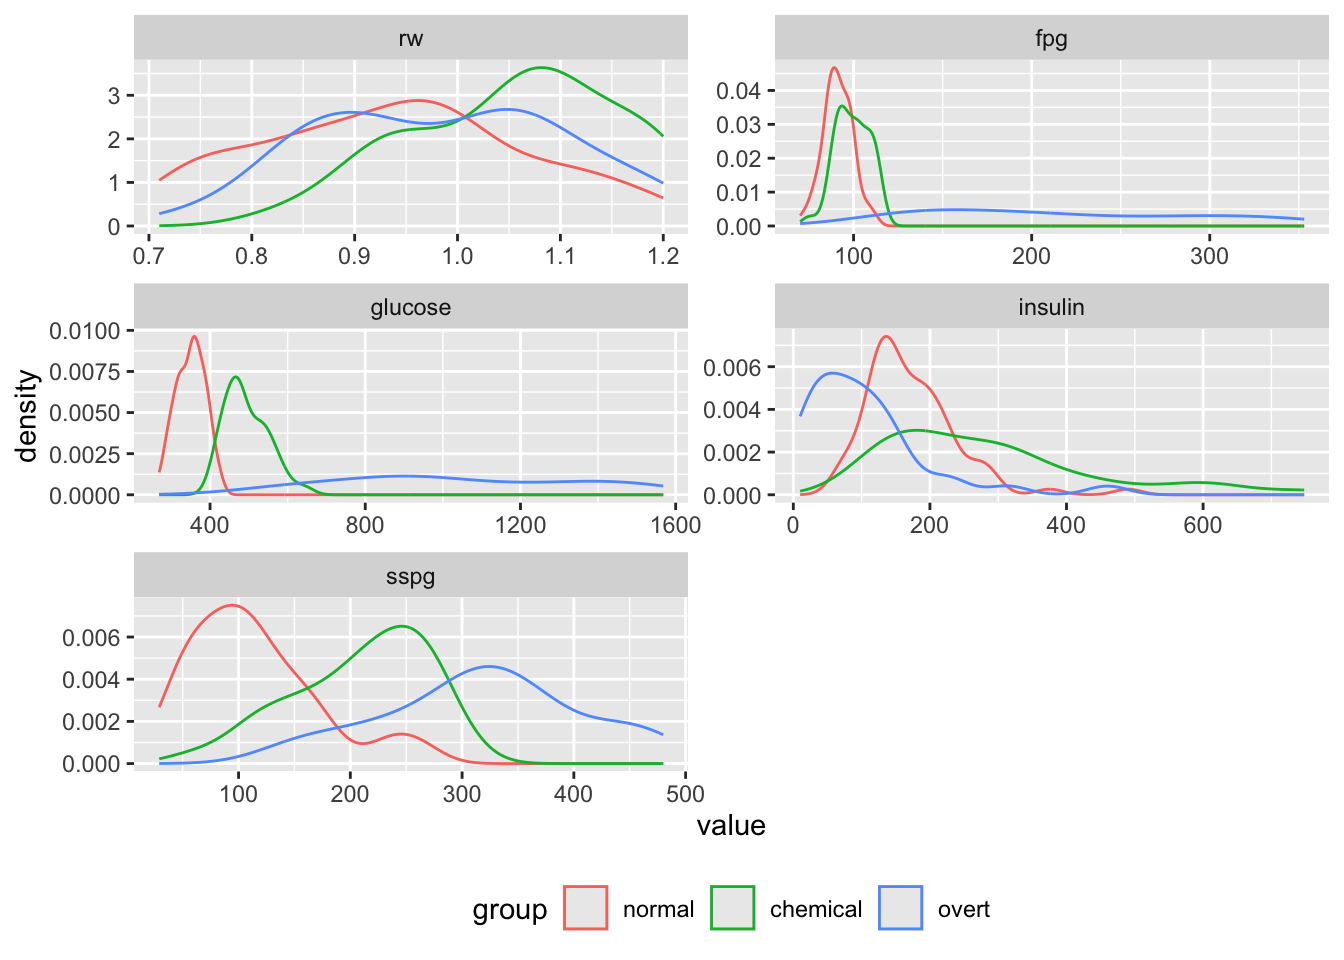 rw
fpg
3
2
1
0
0.7 0.8 0.9 1.0 1.1 1.2
0.04
0.03
0.02
0.01
0.00
100 200 300
glucose
insulin
0.0100
0.0075
0.0050
0.0025
0.0000
400 800 1200 1600
0.006
0.004
0.002
0.000
0 200 400 600
density
sspg
0.006
0.004
0.002
0.000
100 200 300 400 500
value
group normal chemical overt